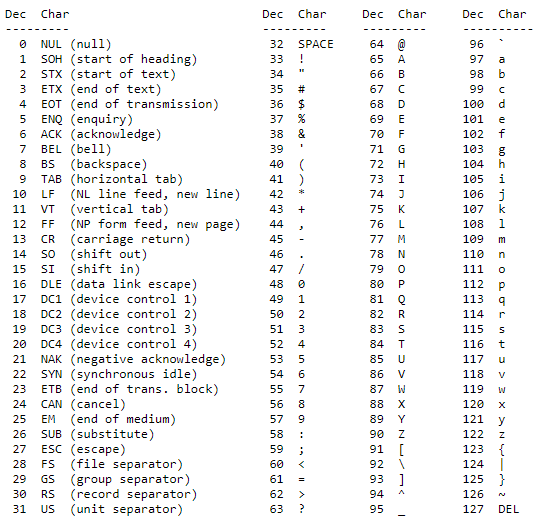 Dec  Char                           Dec  Char     Dec  Char     Dec  Char
---------                           ---------     ---------     ----------
  0  NUL (null)                      32  SPACE     64  @         96  `
  1  SOH (start of heading)          33  !         65  A         97  a
  2  STX (start of text)             34  "         66  B         98  b
  3  ETX (end of text)               35  #         67  C         99  c
  4  EOT (end of transmission)       36  $         68  D        100  d
  5  ENQ (enquiry)                   37  %         69  E        101  e
  6  ACK (acknowledge)               38  &         70  F        102  f
  7  BEL (bell)                      39  '         71  G        103  g
  8  BS  (backspace)                 40  (         72  H        104  h
  9  TAB (horizontal tab)            41  )         73  I        105  i
 10  LF  (NL line feed, new line)    42  *         74  J        106  j
 11  VT  (vertical tab)              43  +         75  K        107  k
 12  FF  (NP form feed, new page)    44  ,         76  L        108  l
 13  CR  (carriage return)           45  -         77  M        109  m
 14  SO  (shift out)                 46  .         78  N        110  n
 15  SI  (shift in)                  47  /         79  O        111  o
 16  DLE (data link escape)          48  0         80  P        112  p
 17  DC1 (device control 1)          49  1         81  Q        113  q
 18  DC2 (device control 2)          50  2         82  R        114  r
 19  DC3 (device control 3)          51  3         83  S        115  s
 20  DC4 (device control 4)          52  4         84  T        116  t
 21  NAK (negative acknowledge)      53  5         85  U        117  u
 22  SYN (synchronous idle)          54  6         86  V        118  v
 23  ETB (end of trans. block)       55  7         87  W        119  w
 24  CAN (cancel)                    56  8         88  X        120  x
 25  EM  (end of medium)             57  9         89  Y        121  y
 26  SUB (substitute)                58  :         90  Z        122  z
 27  ESC (escape)                    59  ;         91  [        123  {
 28  FS  (file separator)            60  <         92  \        124  |
 29  GS  (group separator)           61  =         93  ]        125  }
 30  RS  (record separator)          62  >         94  ^        126  ~
 31  US  (unit separator)            63  ?         95  _        127  DEL